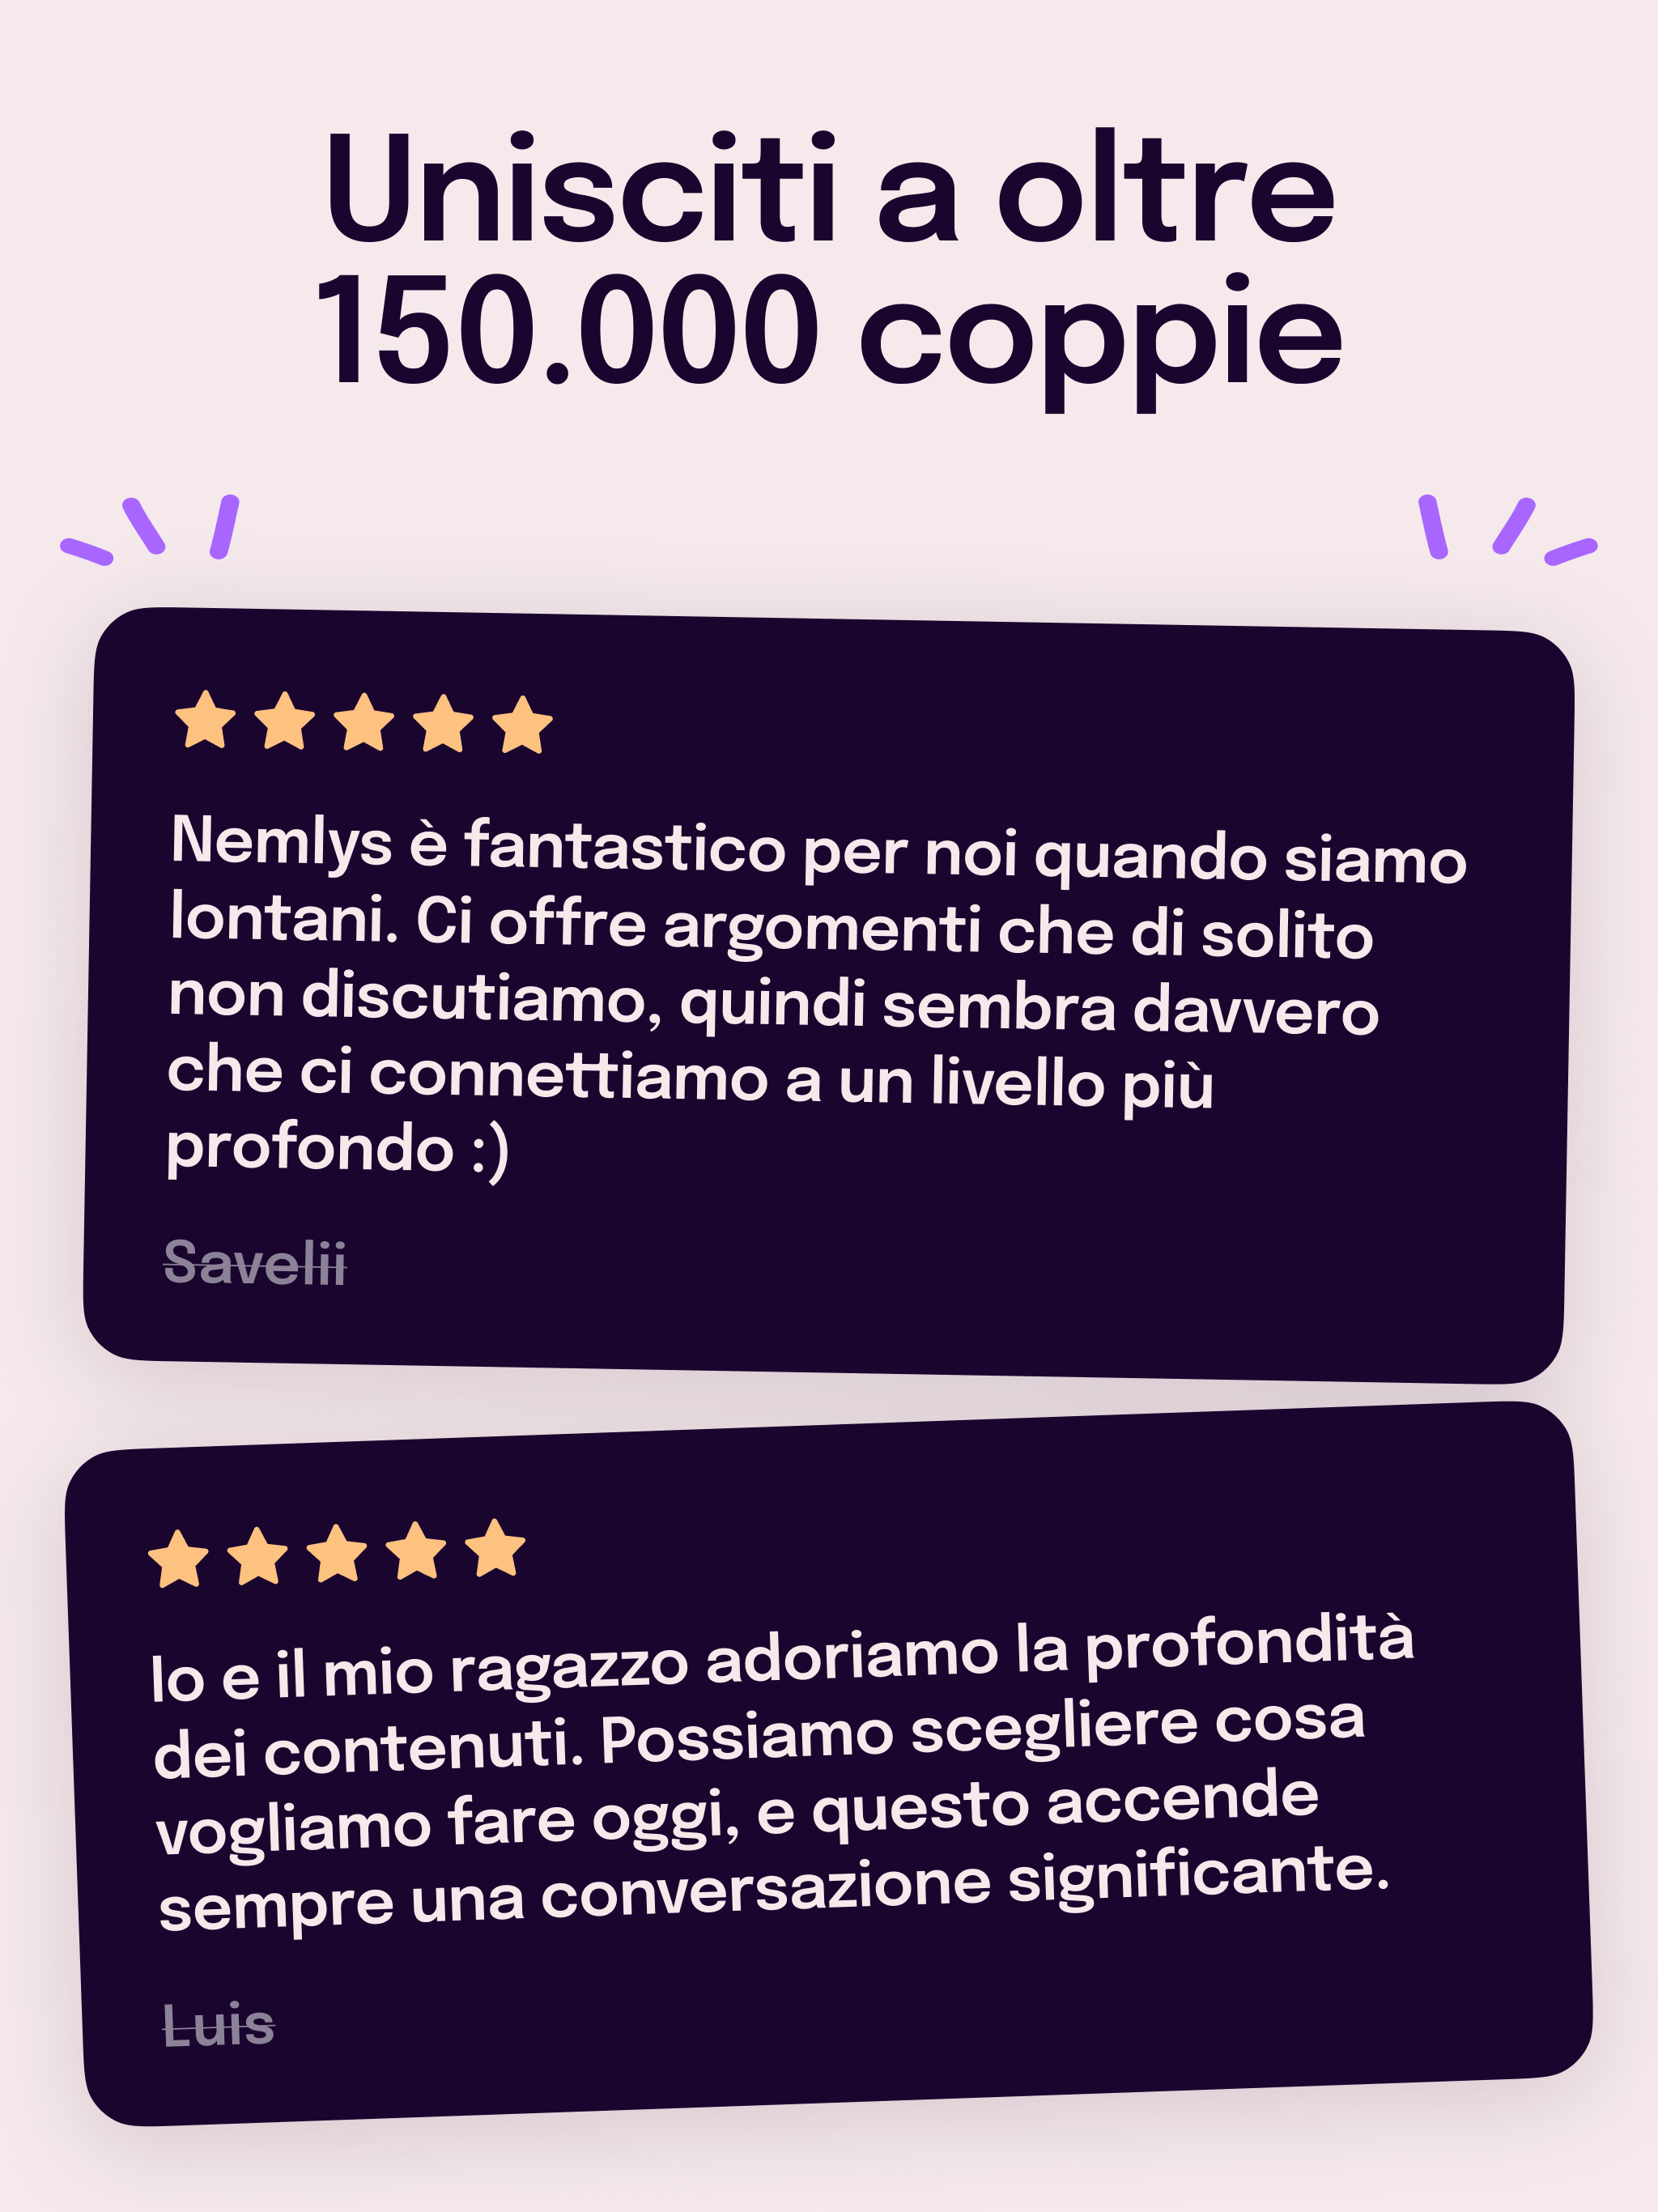 Unisciti a oltre
150.000 coppie
Nemlys è fantastico per noi quando siamo
lontani. Ci offre argomenti che di solito
non discutiamo, quindi sembra davvero
che ci connettiamo a un livello più
profondo :)
Savelii
Io e il mio ragazzo adoriamo la profondità
dei contenuti. Possiamo scegliere cosa
vogliamo fare oggi, e questo accende
sempre una conversazione significante.
Luis